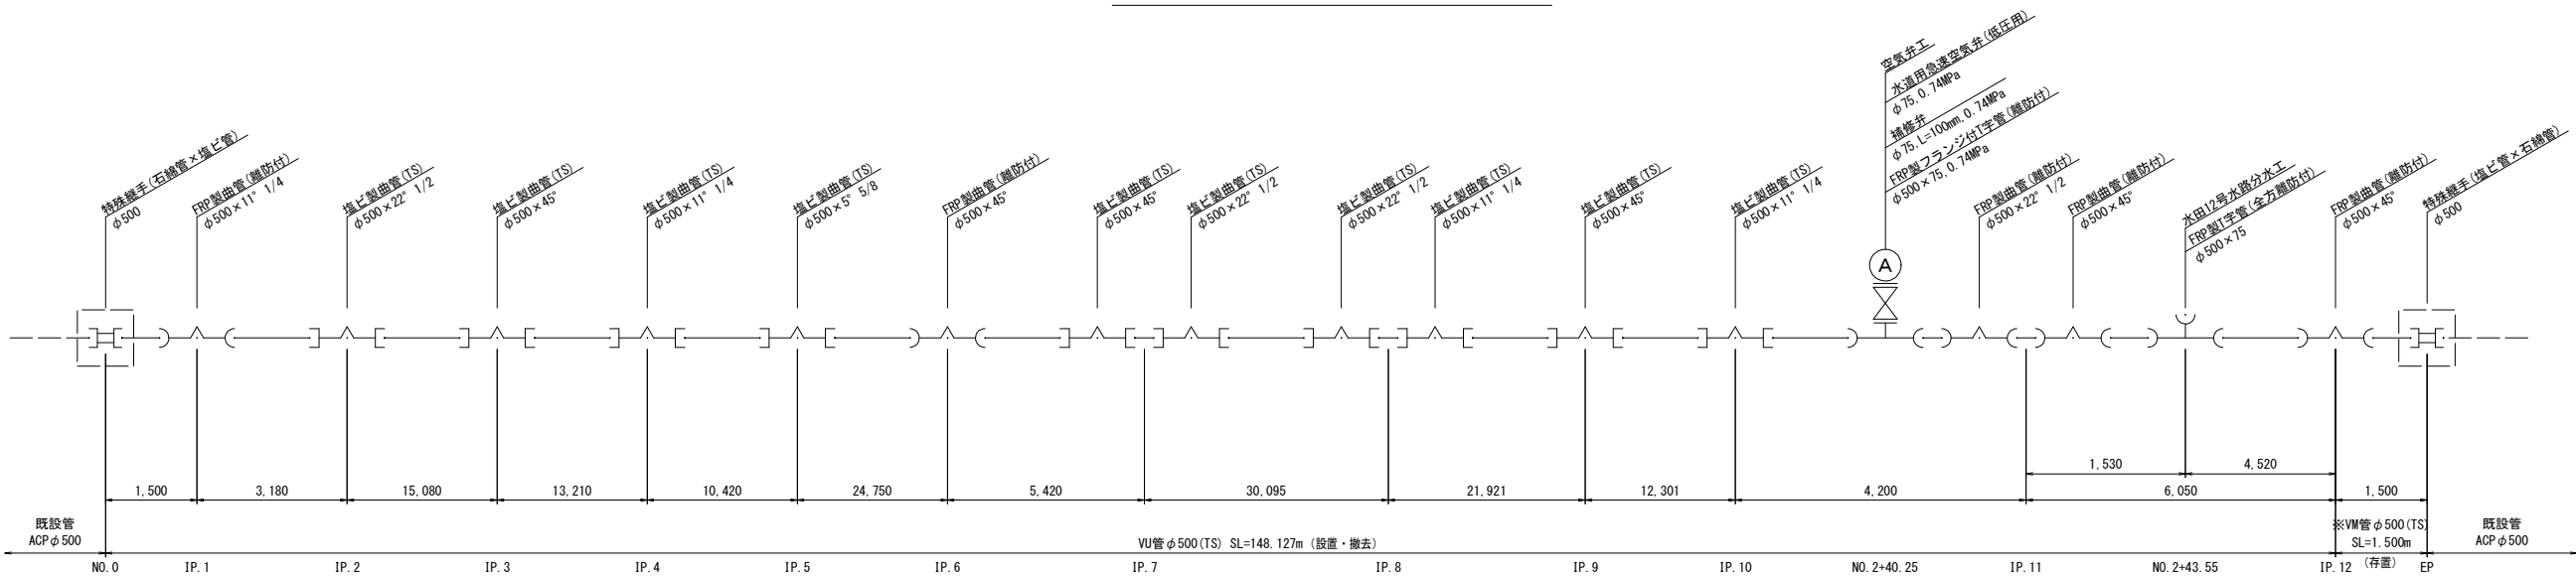 特殊継手(石綿管×塩ビ管)
φ500
FRP製曲管(離防付)
φ500×11° 1/4
塩ビ製曲管(TS)
φ500×22° 1/2
塩ビ製曲管(TS)
φ500×45°
塩ビ製曲管(TS)
φ500×11° 1/4
塩ビ製曲管(TS)
φ500×5° 5/8
FRP製曲管(離防付)
φ500×45°
塩ビ製曲管(TS)
φ500×45°
塩ビ製曲管(TS)
φ500×22° 1/2
塩ビ製曲管(TS)
φ500×22° 1/2
塩ビ製曲管(TS)
φ500×11° 1/4
塩ビ製曲管(TS)
φ500×45°
塩ビ製曲管(TS)
φ500×11° 1/4
空気弁工
水道用急速空気弁(低圧用)
φ75,0.74MPa
補修弁
φ75,L=100mm,0.74MPa
FRP製フランジ付T字管(離防付)
φ500×75,0.74MPa
A
FRP製曲管(離防付)
φ500×22° 1/2
FRP製曲管(離防付)
φ500×45°
水田12号水路分水工
FRP製T字管(全方離防付)
φ500×75
FRP製曲管(離防付)
φ500×45°
特殊継手(塩ビ管×石綿管)
φ500
1,530
4,520
1,500
3,180
15,080
13,210
10,420
24,750
5,420
30,095
21,921
12,301
4,200
6,050
1,500
既設管
ACPφ500
VU管φ500(TS) SL=148.127m (設置・撤去)
※VM管φ500(TS)
SL=1.500m
(存置)
既設管
ACPφ500
NO.0
IP.1
IP.2
IP.3
IP.4
IP.5
IP.6
IP.7
IP.8
IP.9
IP.10
NO.2+40.25
IP.11
NO.2+43.55
IP.12
EP